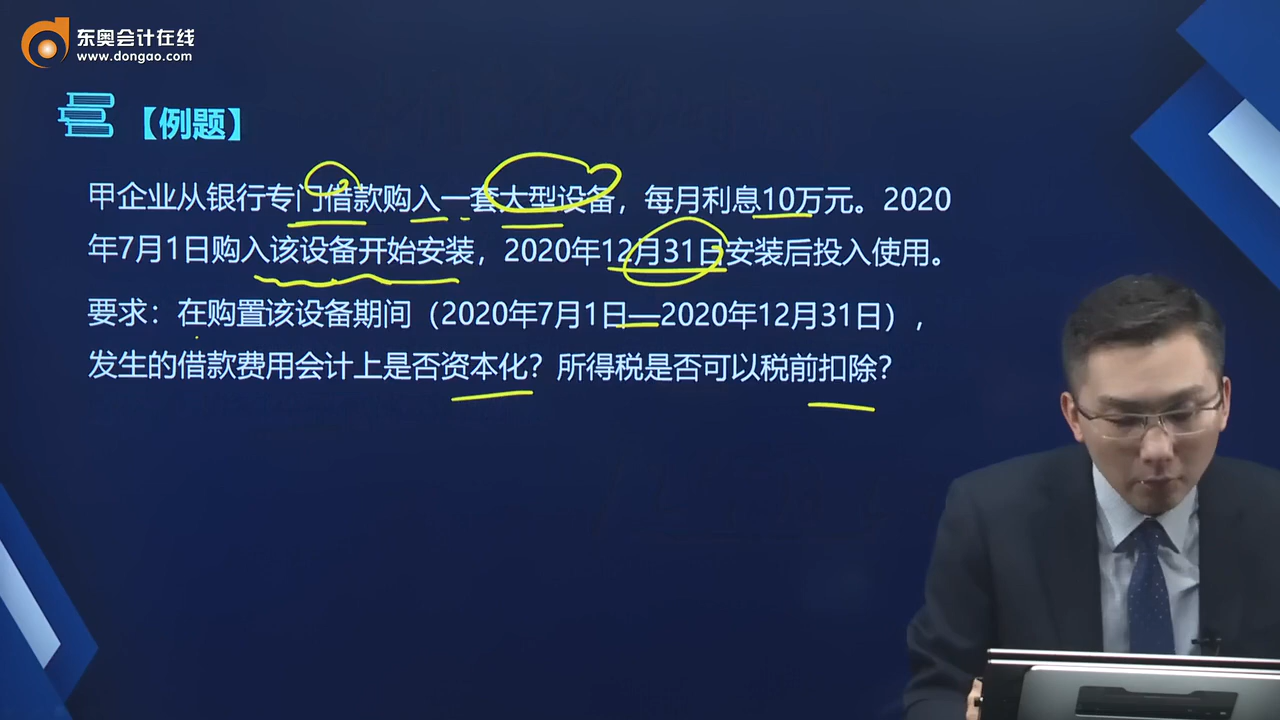 东奥会计在线
www.dongao.com
【例题】
甲企业从银行专门借款购入一套大型设备，每月利息10万元。2020
年7月1日购入该设备开始安装，2020年12月31日安装后投入使用。
要求：在购置该设备期间（2020年7月1日—2020年12月31日），
发生的借款费用会计上是否资本化？所得税是否可以税前扣除？